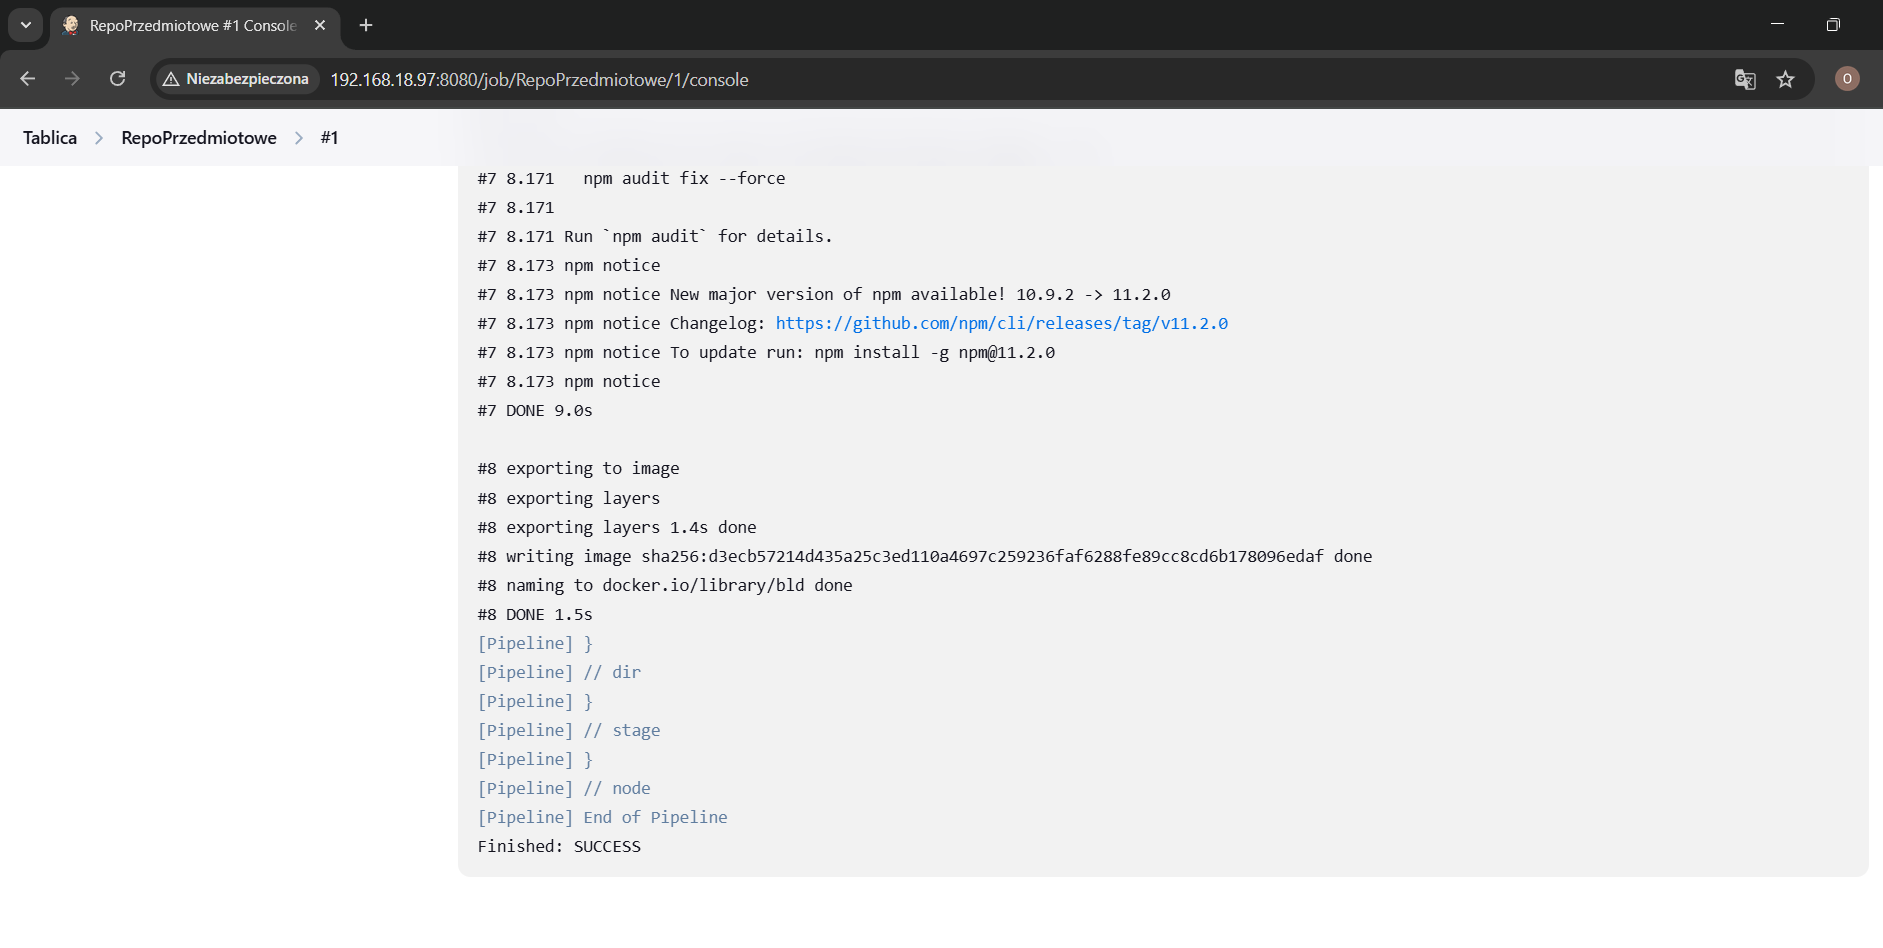 RepoPrzedmiotowe #1 Console
Niezabezpieczona
192.168.18.97:8080/job/RepoPrzedmiotowe/1/console
O
Tablica > RepoPrzedmiotowe > #1
#7 8.171   npm audit fix --force
#7 8.171
#7 8.171 Run `npm audit` for details.
#7 8.173 npm notice
#7 8.173 npm notice New major version of npm available! 10.9.2 -> 11.2.0
#7 8.173 npm notice Changelog: https://github.com/npm/cli/releases/tag/v11.2.0
#7 8.173 npm notice To update run: npm install -g npm@11.2.0
#7 8.173 npm notice
#7 DONE 9.0s
#8 exporting to image
#8 exporting layers
#8 exporting layers 1.4s done
#8 writing image sha256:d3ecb57214d435a25c3ed110a4697c259236faf6288fe89cc8cd6b178096edaf done
#8 naming to docker.io/library/bld done
#8 DONE 1.5s
[Pipeline] }
[Pipeline] // dir
[Pipeline] }
[Pipeline] // stage
[Pipeline] }
[Pipeline] // node
[Pipeline] End of Pipeline
Finished: SUCCESS